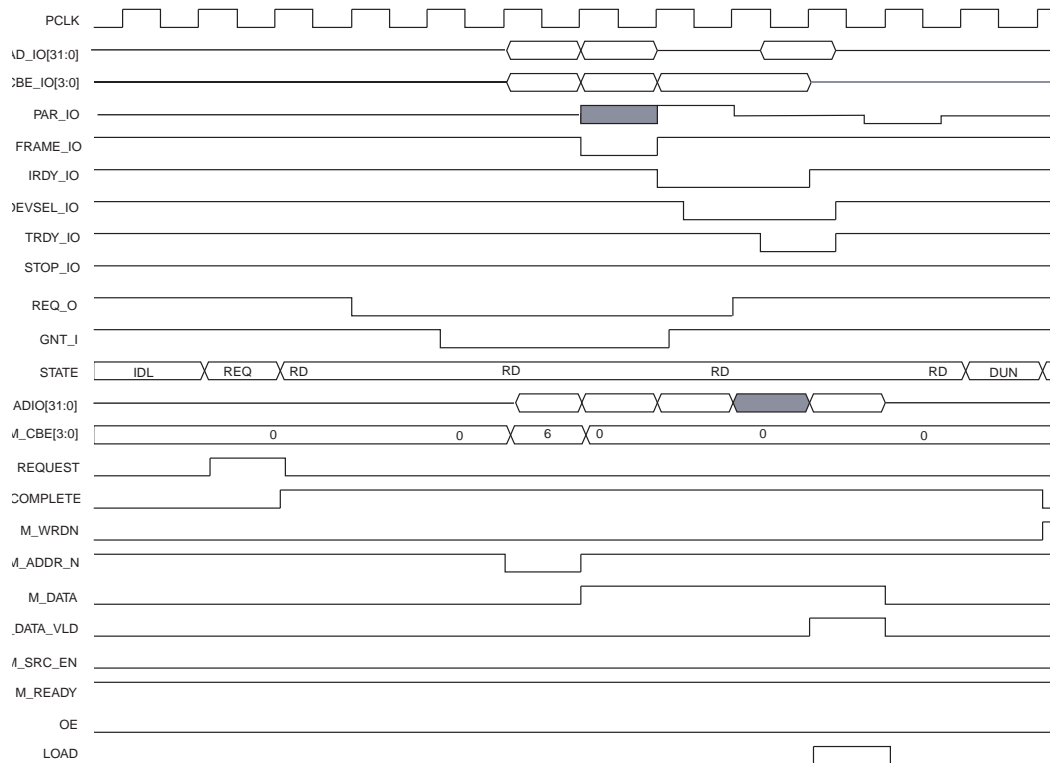 PCLK
AD_IO[31:0]
CBE_IO[3:0]
PAR_IO
FRAME_IO
IRDY_IO
DEVSEL_IO
TRDY_IO
STOP_IO
REQ_O
GNT_I
STATE IDL REQ RD RD RD RD DUN
ADIO[31:0]
M_CBE[3:0] 0 0 6 0 0 0
REQUEST
COMPLETE
M_WRDN
M_ADDR_N
M_DATA
_DATA_VLD
M_SRC_EN
M_READY
OE
LOAD